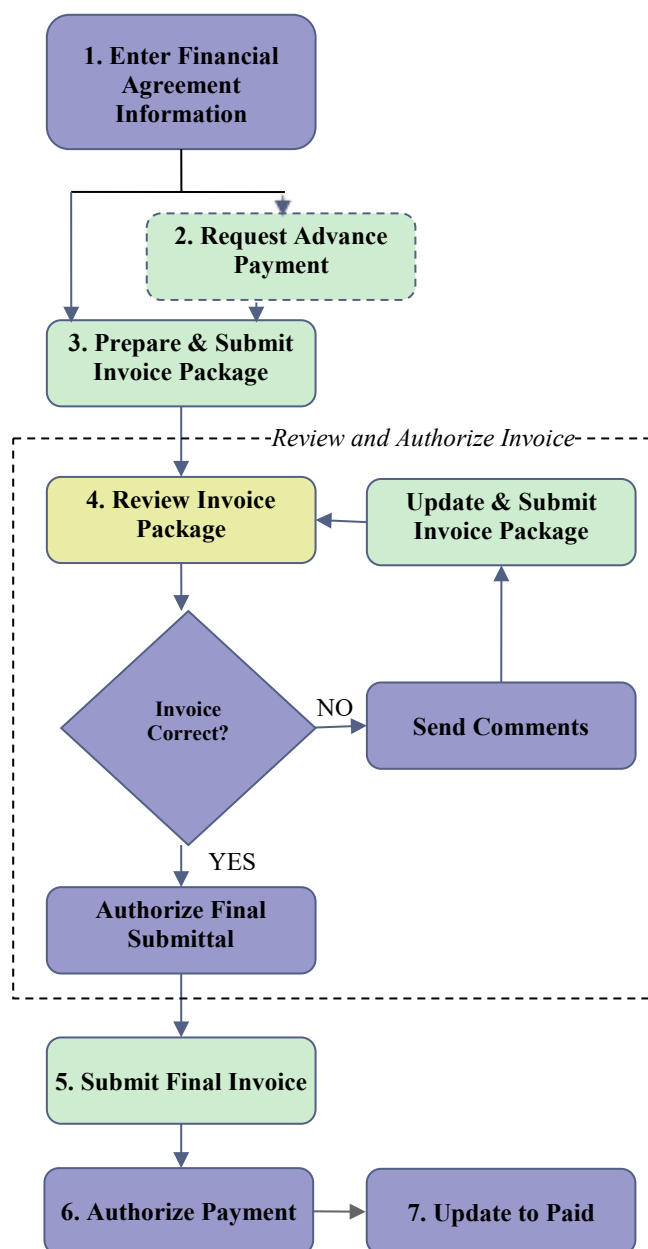 1. Enter Financial
Agreement
Information
2. Request Advance
Payment
3. Prepare & Submit
Invoice Package
Review and Authorize Invoice
4. Review Invoice
Package
Update & Submit
Invoice Package
Invoice
Correct?
NO
Send Comments
YES
Authorize Final
Submittal
5. Submit Final Invoice
6. Authorize Payment
7. Update to Paid